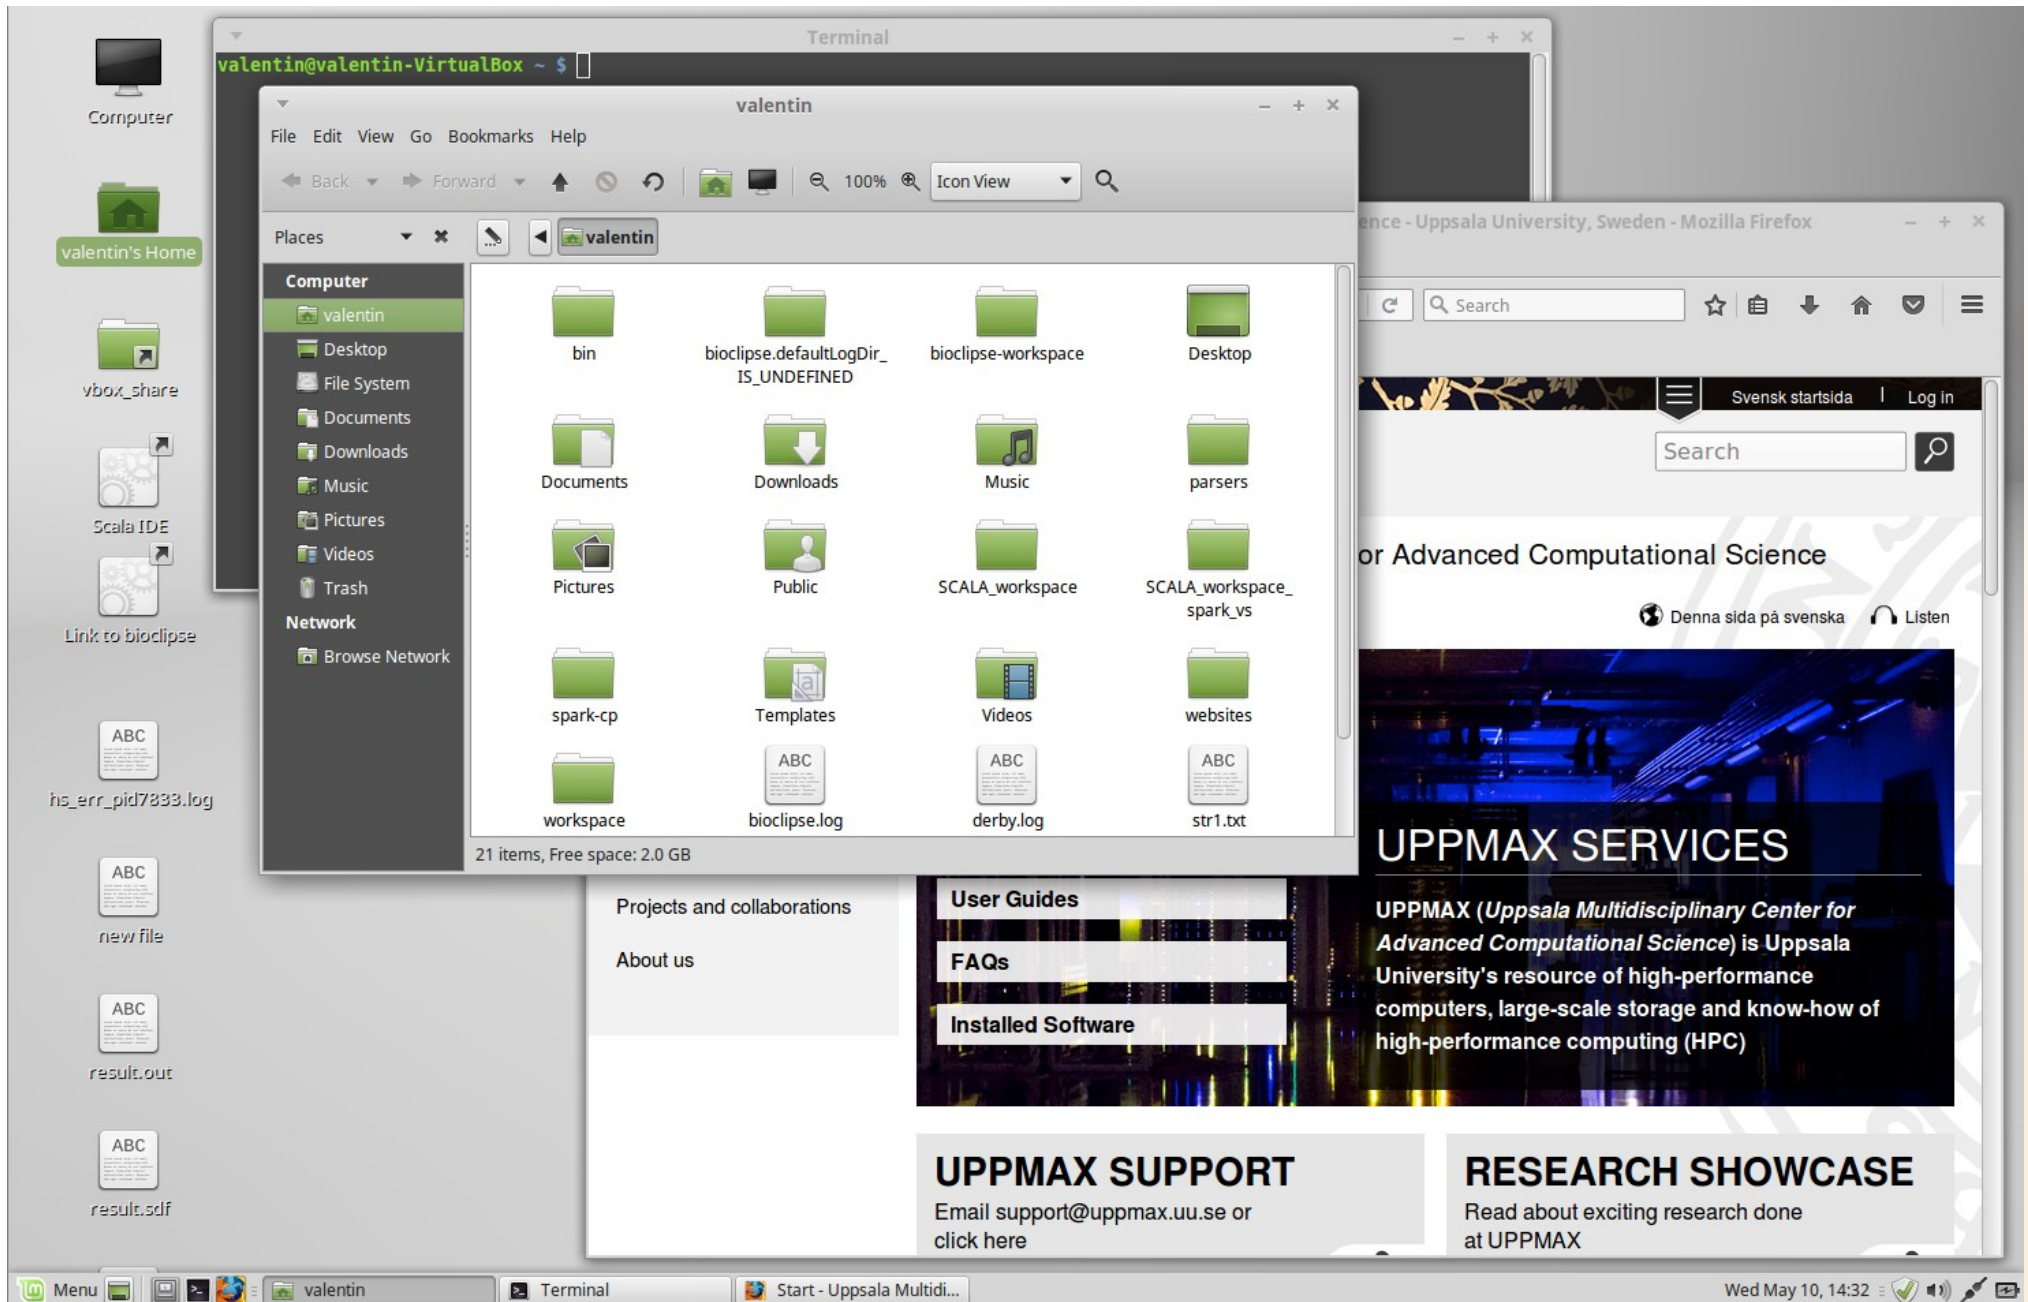 Computer
valentin's Home
vbox_share
Scala IDE
Link to bioclipse
hs_err_pid7833.log
new file
result.out
result.sdf
Terminal
valentin@valentin-VirtualBox ~ $
valentin
File Edit View Go Bookmarks Help
Back Forward 100% Icon View
Places valentin
Computer
valentin
Desktop
File System
Documents
Downloads
Music
Pictures
Videos
Trash
Network
Browse Network
bin
bioclipse.defaultLogDir_
IS_UNDEFINED
bioclipse-workspace
Desktop
Documents
Downloads
Music
parsers
Pictures
Public
SCALA_workspace
SCALA_workspace_
spark_vs
spark-cp
Templates
Videos
websites
workspace
ABC
bioclipse.log
ABC
derby.log
ABC
str1.txt
21 items, Free space: 2.0 GB
ence - Uppsala University, Sweden - Mozilla Firefox
Search
Svensk startsida | Log in
Search
or Advanced Computational Science
Denna sida på svenska Listen
UPPMAX SERVICES
UPPMAX (Uppsala Multidisciplinary Center for
Advanced Computational Science) is Uppsala
University's resource of high-performance
computers, large-scale storage and know-how of
high-performance computing (HPC)
Projects and collaborations
About us
User Guides
FAQs
Installed Software
UPPMAX SUPPORT
Email support@uppmax.uu.se or
click here
RESEARCH SHOWCASE
Read about exciting research done
at UPPMAX
Menu valentin Terminal Start - Uppsala Multidi... Wed May 10, 14:32